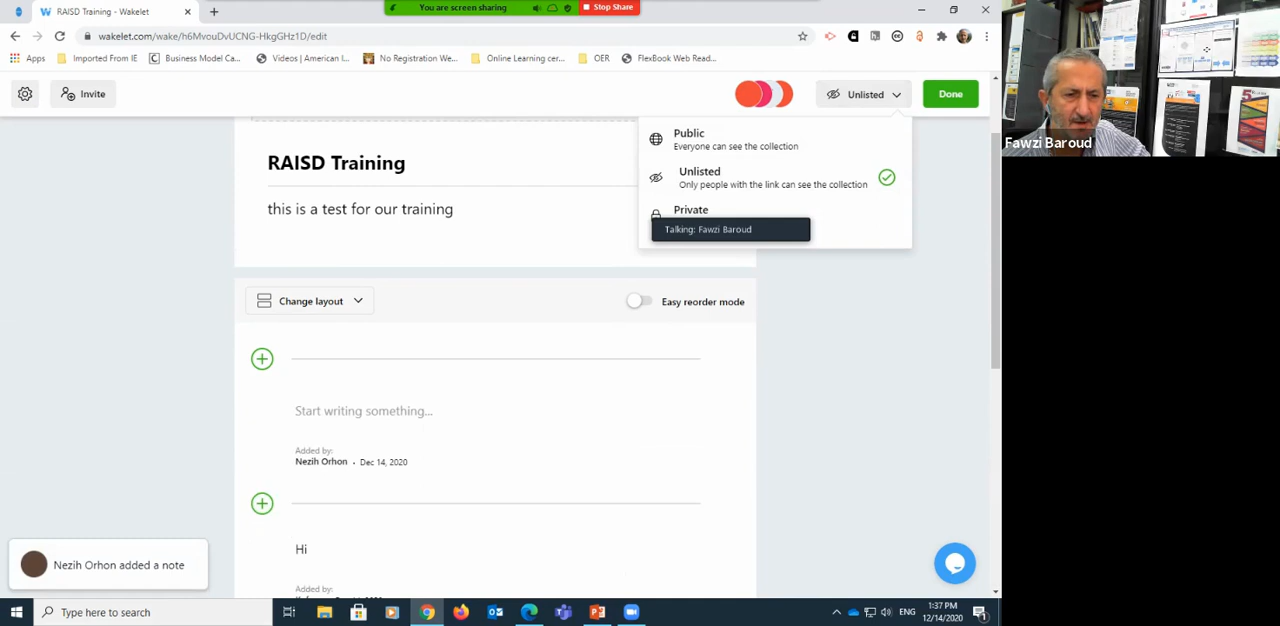 You are screen sharing
Stop Share
RAISD Training - Wakelet
wakelet.com/wake/h6MvouDvUCNG-HkgGHz1D/edit
Apps
Imported From IE
Business Model Ca...
Videos | American I...
No Registration We...
Online Learning cer...
OER
FlexBook Web Read...
Invite
Unlisted
Done
Public
Everyone can see the collection
Unlisted
Only people with the link can see the collection
Private
Talking: Fawzi Baroud
RAISD Training
this is a test for our training
Change layout
Easy reorder mode
Start writing something...
Added by:
Nezih Orhon • Dec 14, 2020
Hi
Added by:
Nezih Orhon added a note
Type here to search
ENG
1:37 PM
12/14/2020
Fawzi Baroud